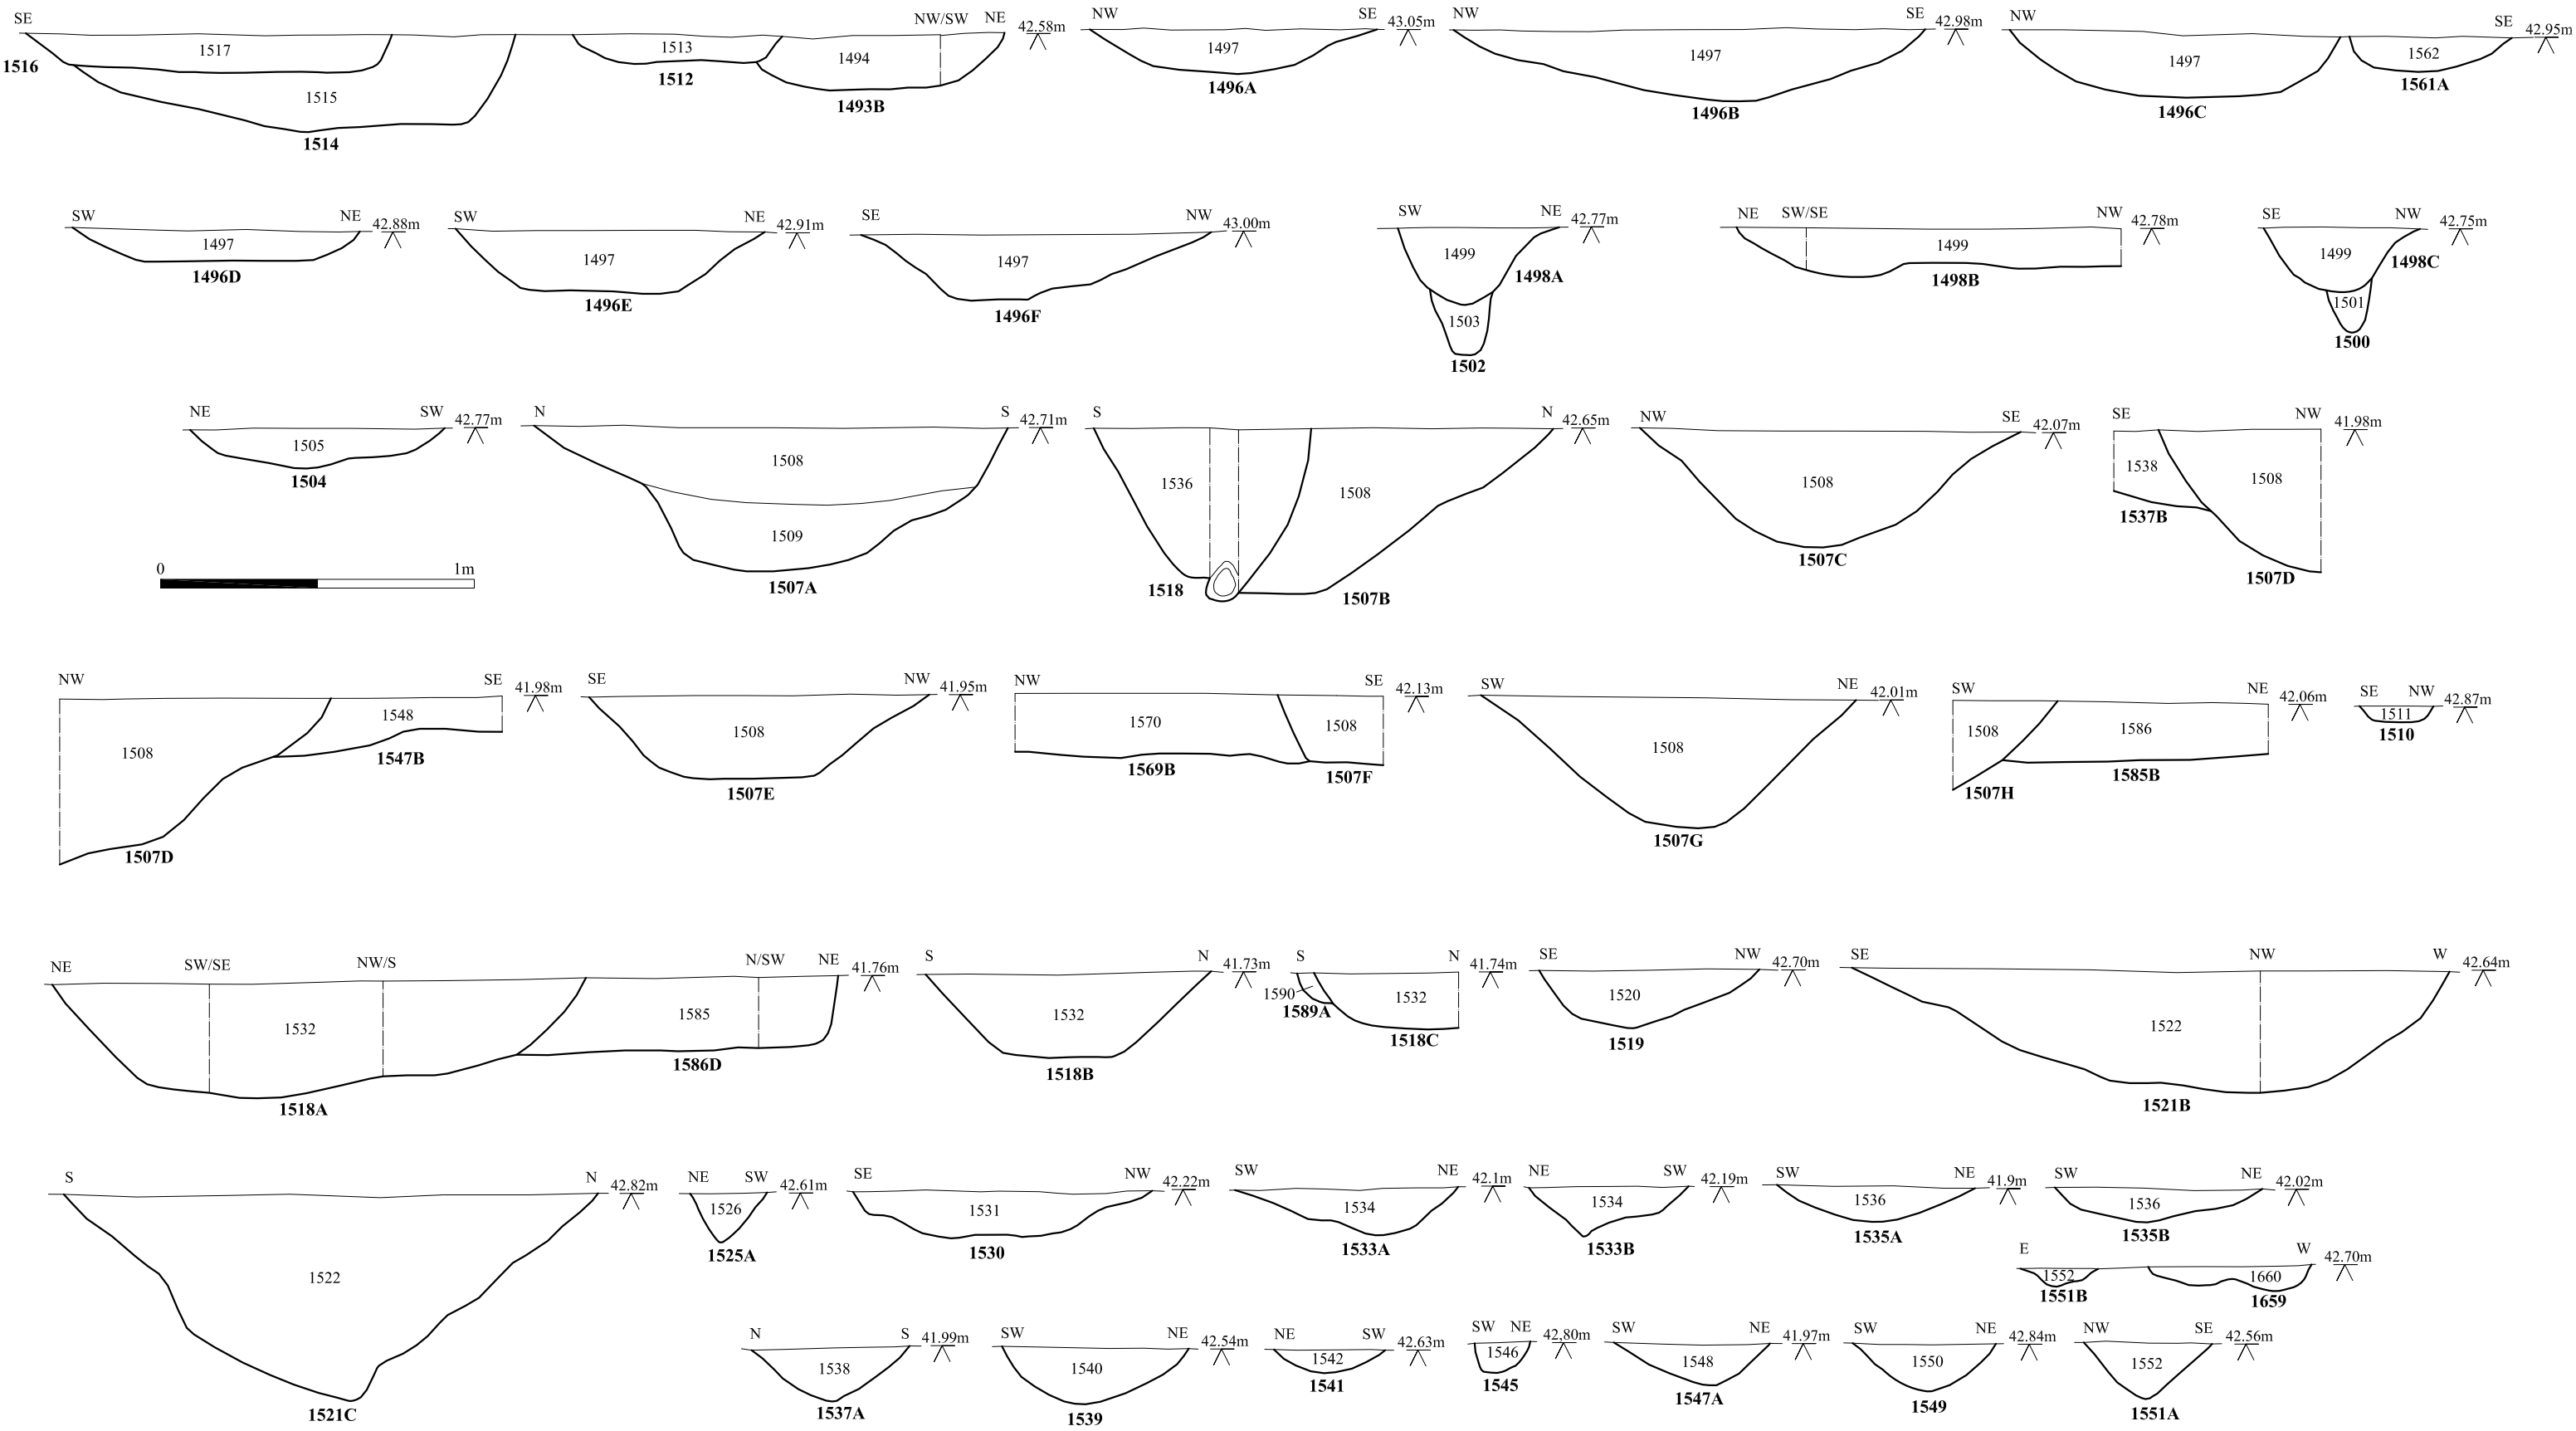 SE NW/SW NE 42.58m
1517 1513 1494
1516 1515 1512 1493B
1514
NW SE 43.05m
1497
1496A
NW SE 42.98m
1497
1496B
NW SE 42.95m
1497 1562
1496C 1561A
SW NE 42.88m
1497
1496D
SW NE 42.91m
1497
1496E
SE NW 43.00m
1497
1496F
SW NE 42.77m
1499
1498A
1503
1502
NE SW/SE NW 42.78m
1499
1498B
SE NW 42.75m
1499
1498C
1501
1500
NE SW 42.77m
1505
1504
N S 42.71m
1508
1509
1507A
S N 42.65m
1536 1508
1518 1507B
NW SE 42.07m
1508
1507C
SE NW 41.98m
1538 1508
1537B
1507D
0 1m
NW SE 41.98m
1548
1508 1547B
1507D
SE NW 41.95m
1508
1507E
NW SE 42.13m
1570 1508
1569B 1507F
SW NE 42.01m
1508
1507G
SW NE 42.06m
1508 1586
1507H 1585B
SE NW 42.87m
1511
1510
NE SW/SE NW/S N/SW NE 41.76m
1532 1585
1586D
1518A
S N 41.73m
1532
1518B
S N 41.74m
1590 1532
1589A
1518C
SE NW 42.70m
1520
1519
SE NW W 42.64m
1522
1521B
S N 42.82m
1522
1521C
NE SW 42.61m
1526
1525A
SE NW 42.22m
1531
1530
SW NE 42.1m
1534
1533A
NE SW 42.19m
1534
1533B
SW NE 41.9m
1536
1535A
SW NE 42.02m
1536
1535B
E W 42.70m
1552 1660
1551B 1659
N S 41.99m
1538
1537A
SW NE 42.54m
1540
1539
NE SW 42.63m
1542
1541
SW NE 42.80m
1546
1545
SW NE 41.97m
1548
1547A
SW NE 42.84m
1550
1549
NW SE 42.56m
1552
1551A